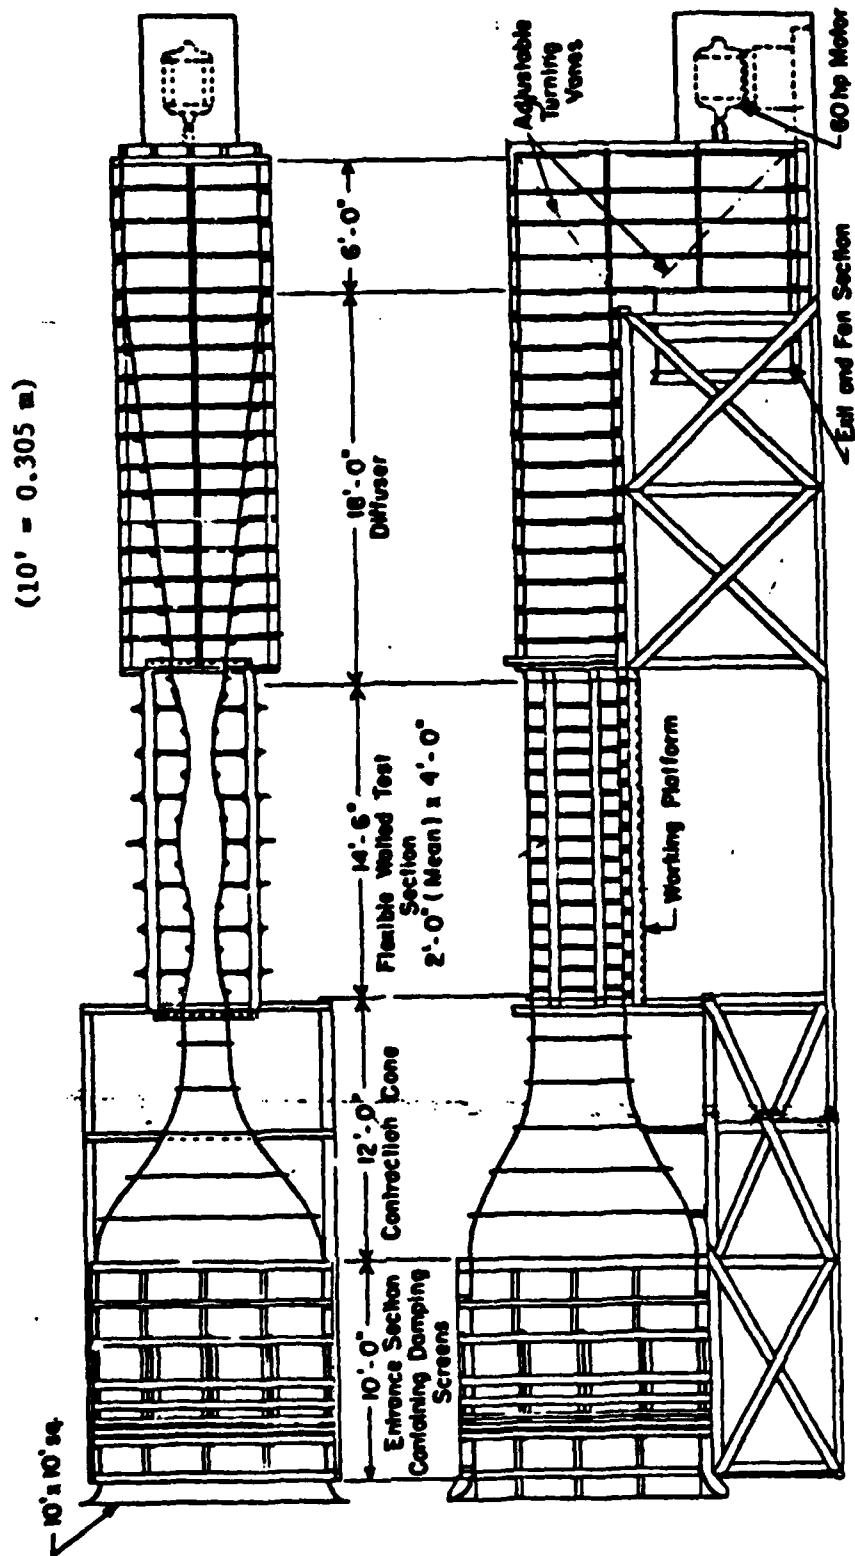 (10' = 0.305 m)
10' x 10' sq.
10'-0"
Entrance Section
Containing Damping
Screens
12'-0"
Contraction Cone
14'-6"
Flexible Walled Test
Section
2'-0" (Mean) x 4'-0"
18'-0"
Diffuser
6'-0"
Working Platform
Adjustable
Turning
Vanes
Exit and Fan Section
60 hp Motor